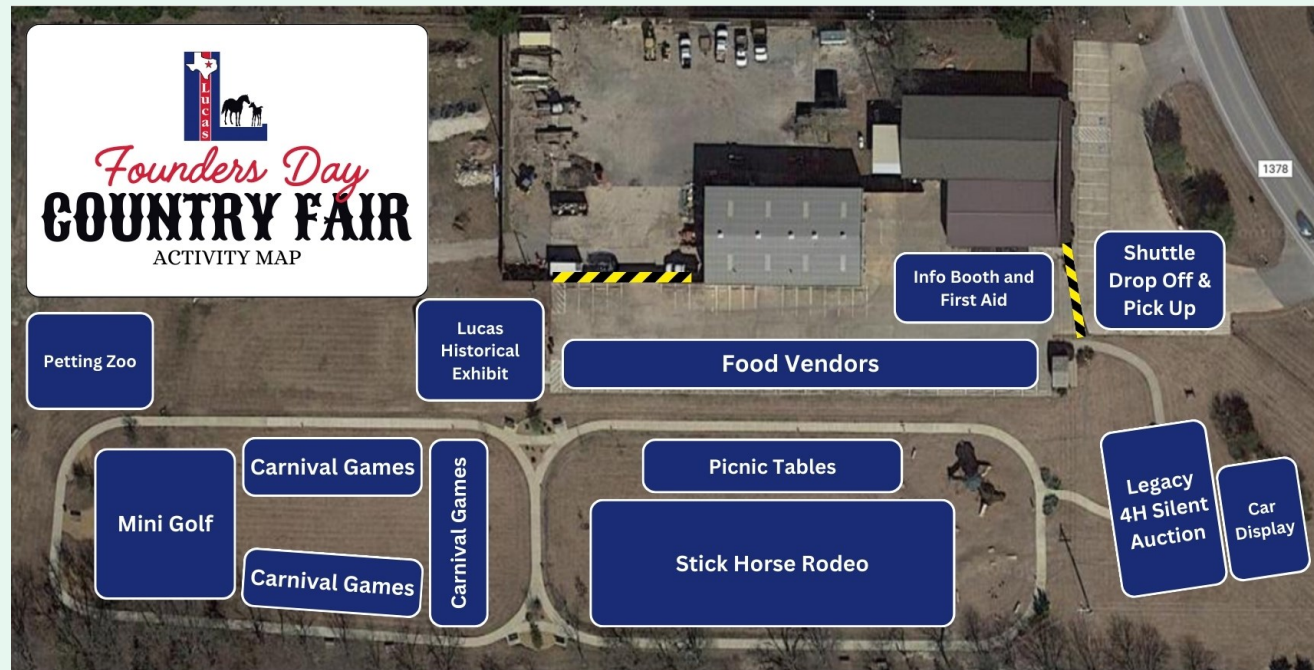 Lucas
Founders Day
COUNTRY FAIR
ACTIVITY MAP
1378
Shuttle
Drop Off &
Pick Up
Info Booth and
First Aid
Petting Zoo
Lucas
Historical
Exhibit
Food Vendors
Mini Golf
Carnival Games
Carnival Games
Carnival Games
Picnic Tables
Stick Horse Rodeo
Legacy
4H Silent
Auction
Car
Display